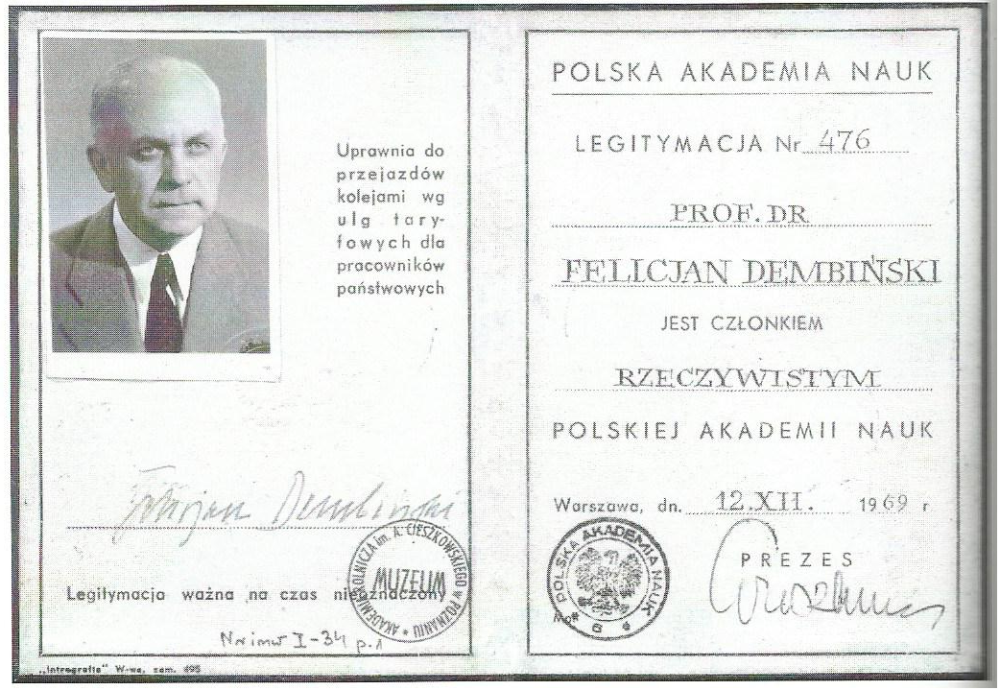 Uprawnia do
przejazdów
kolejami wg
ulg tary-
fowych dla
pracowników
państwowych
Felicjan Dembiński
Legitymacja ważna na czas nieoznaczony
AKADEMIA ROLNICZA im. A. CIESZKOWSKIEGO W POZNANIU *
MUZEUM
Nr inw I-34 p.1
„Intrografia" W-wa, zam. 495
POLSKA AKADEMIA NAUK
LEGITYMACJA Nr 476
PROF. DR
FELICJAN DEMBIŃSKI
JEST CZŁONKIEM
RZECZYWISTYM
POLSKIEJ AKADEMII NAUK
Warszawa, dn. 12.XII. 1969 r
PREZES
POLSKA AKADEMIA NAUK
6